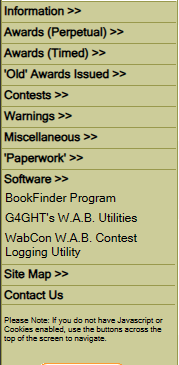 Information >>
Awards (Perpetual) >>
Awards (Timed) >>
'Old' Awards Issued >>
Contests >>
Warnings >>
Miscellaneous >>
'Paperwork' >>
Software >>
BookFinder Program
G4GHT's W.A.B. Utilities
WabCon W.A.B. Contest
Logging Utility
Site Map >>
Contact Us
Please Note: If you do not have Javascript or
Cookies enabled, use the buttons across the
top of the screen to navigate.